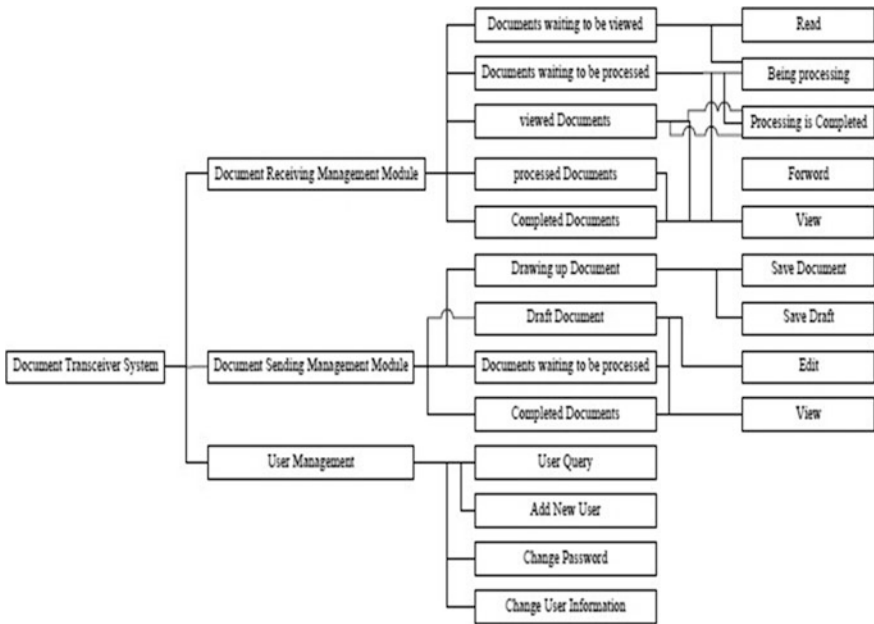 Documents waiting to be viewed
Read
Documents waiting to be processed
Being processing
viewed Documents
Processing is Completed
Document Receiving Management Module
processed Documents
Forword
Completed Documents
View
Drawing up Document
Save Document
Draft Document
Save Draft
Document Transceiver System
Document Sending Management Module
Documents waiting to be processed
Edit
Completed Documents
View
User Management
User Query
Add New User
Change Password
Change User Information